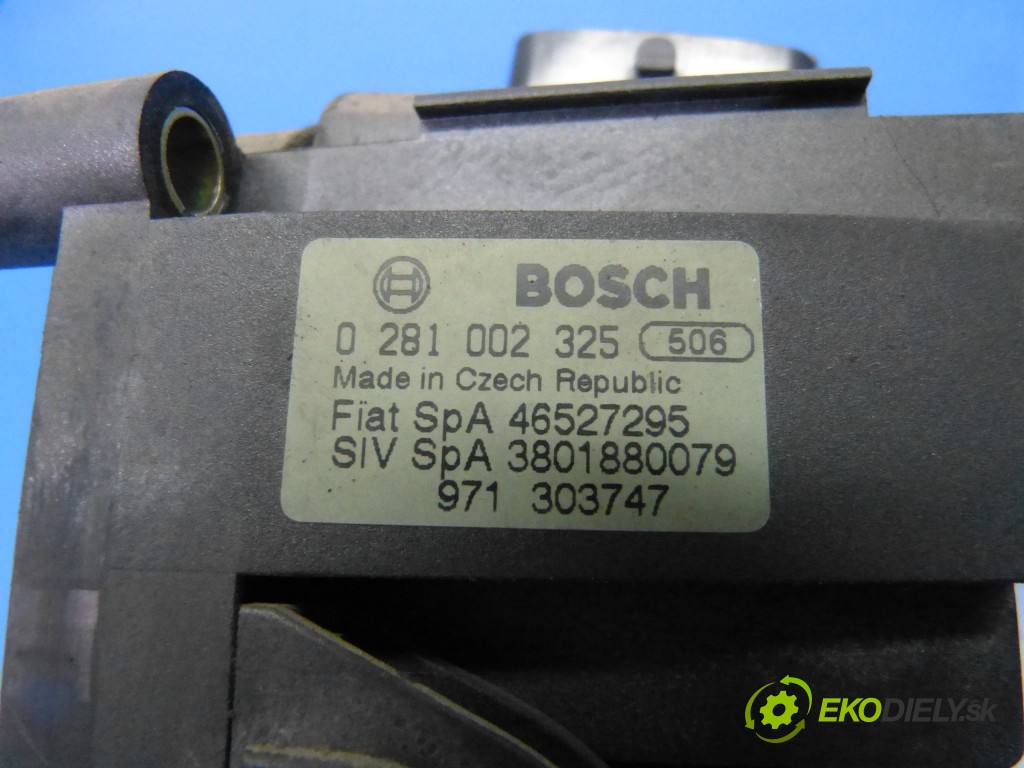 BOSCH
0 281 002 325 506
Made in Czech Republic
Fiat SpA 46527295
SIV SpA 3801880079
971 303747
EKODIELY.sk